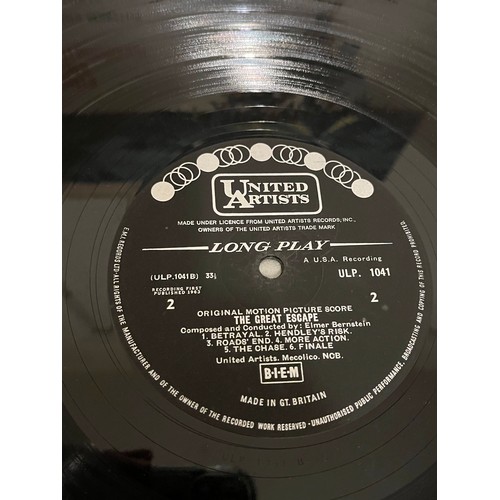 UNITED
ARTISTS
MADE UNDER LICENCE FROM UNITED ARTISTS RECORDS, INC.,
OWNERS OF THE UNITED ARTISTS TRADE MARK
LONG PLAY
A U.S.A. Recording
(ULP.1041B) 33⅓
ULP. 1041
RECORDING FIRST
PUBLISHED 1963
2
2
ORIGINAL MOTION PICTURE SCORE
THE GREAT ESCAPE
Composed and Conducted by: Elmer Bernstein
1. BETRAYAL. 2. HENDLEY'S RISK.
3. ROADS' END. 4. MORE ACTION.
5. THE CHASE. 6. FINALE
United Artists. Mecolico. NCB.
B·I·E·M
MADE IN GT. BRITAIN
E.M.I. RECORDS LTD·ALL RIGHTS OF THE MANUFACTURER AND OF THE OWNER OF THE RECORDED WORK RESERVED·UNAUTHORISED PUBLIC PERFORMANCE, BROADCASTING AND COPYING OF THIS RECORD PROHIBITED